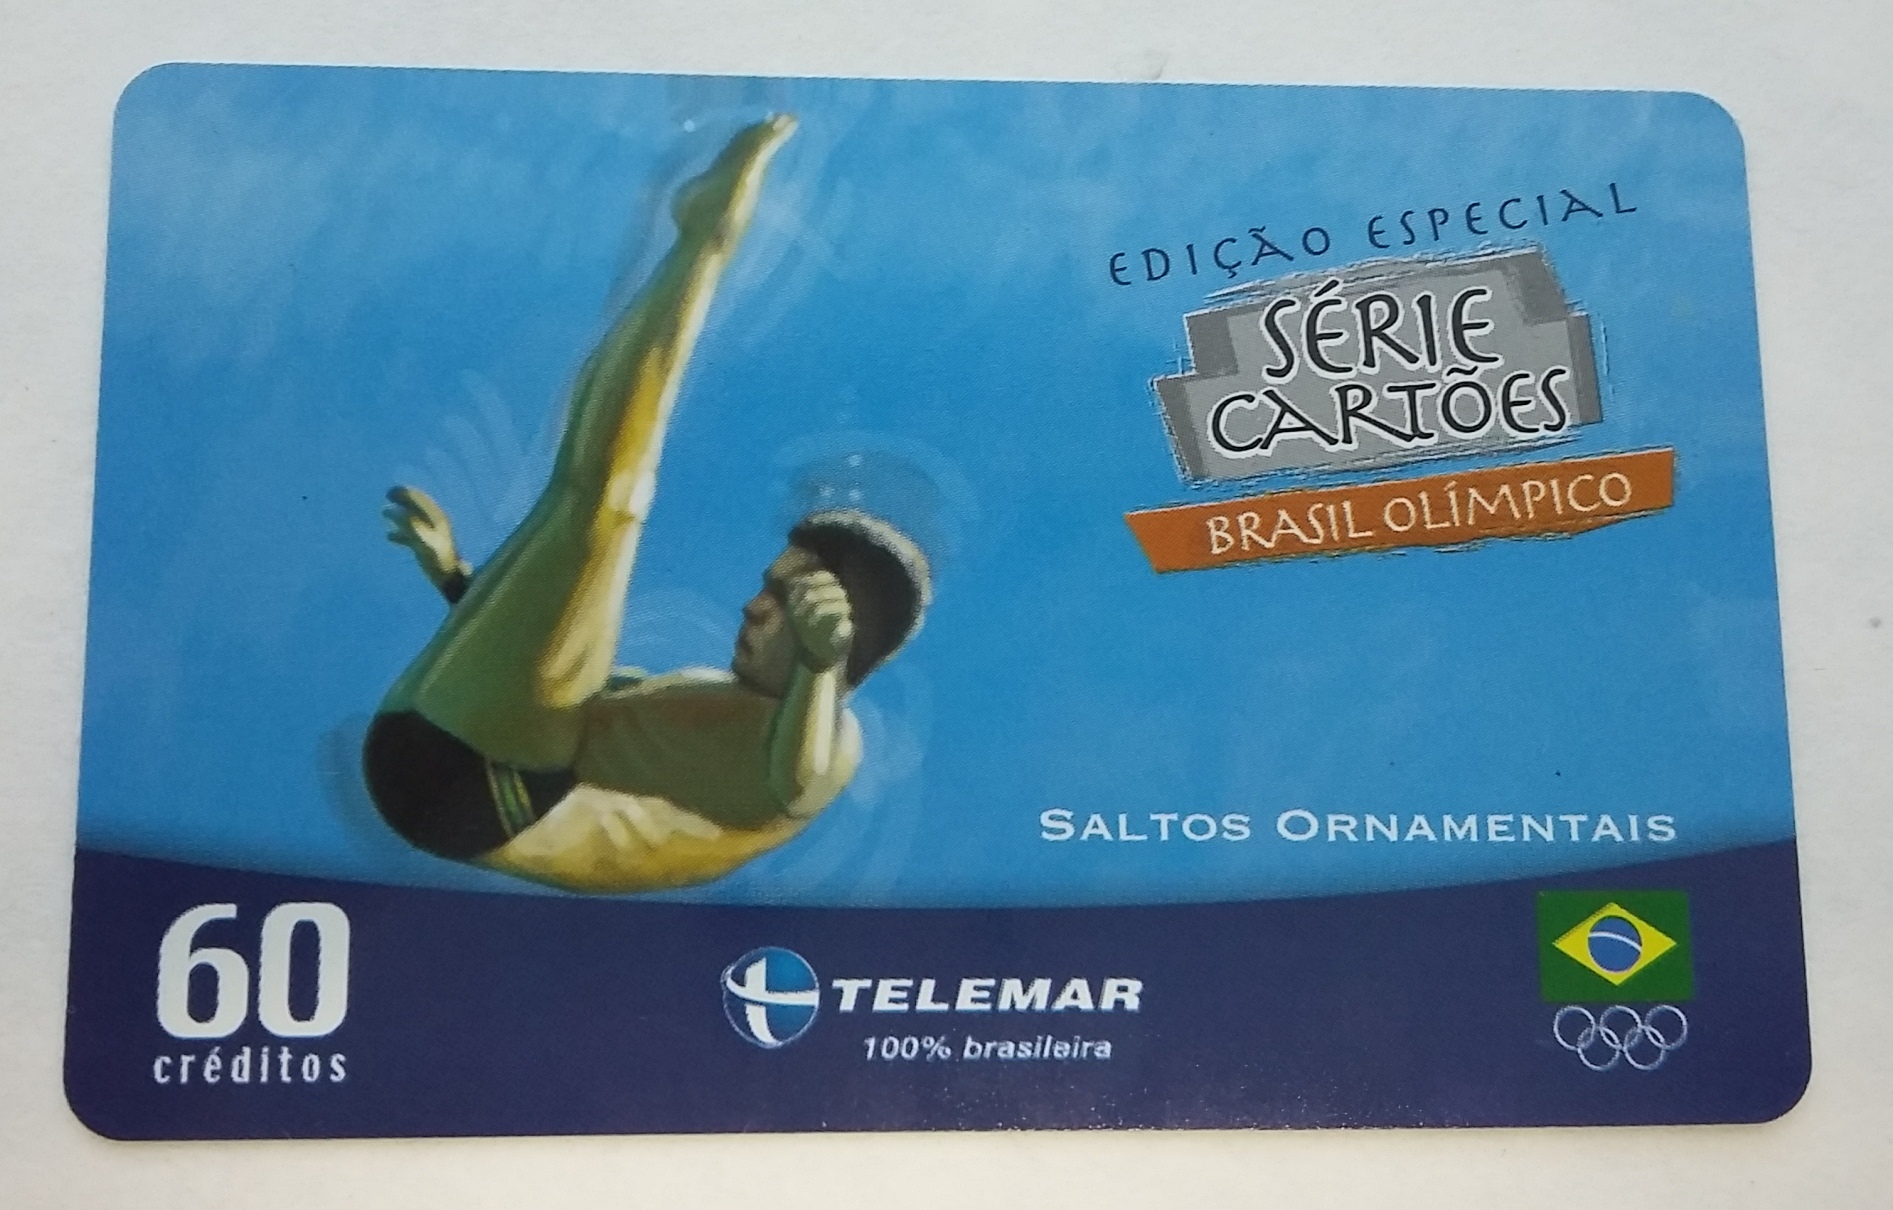 EDIÇÃO ESPECIAL
SÉRIE
CARTÕES
BRASIL OLÍMPICO
SALTOS ORNAMENTAIS
60
créditos
TELEMAR
100% brasileira